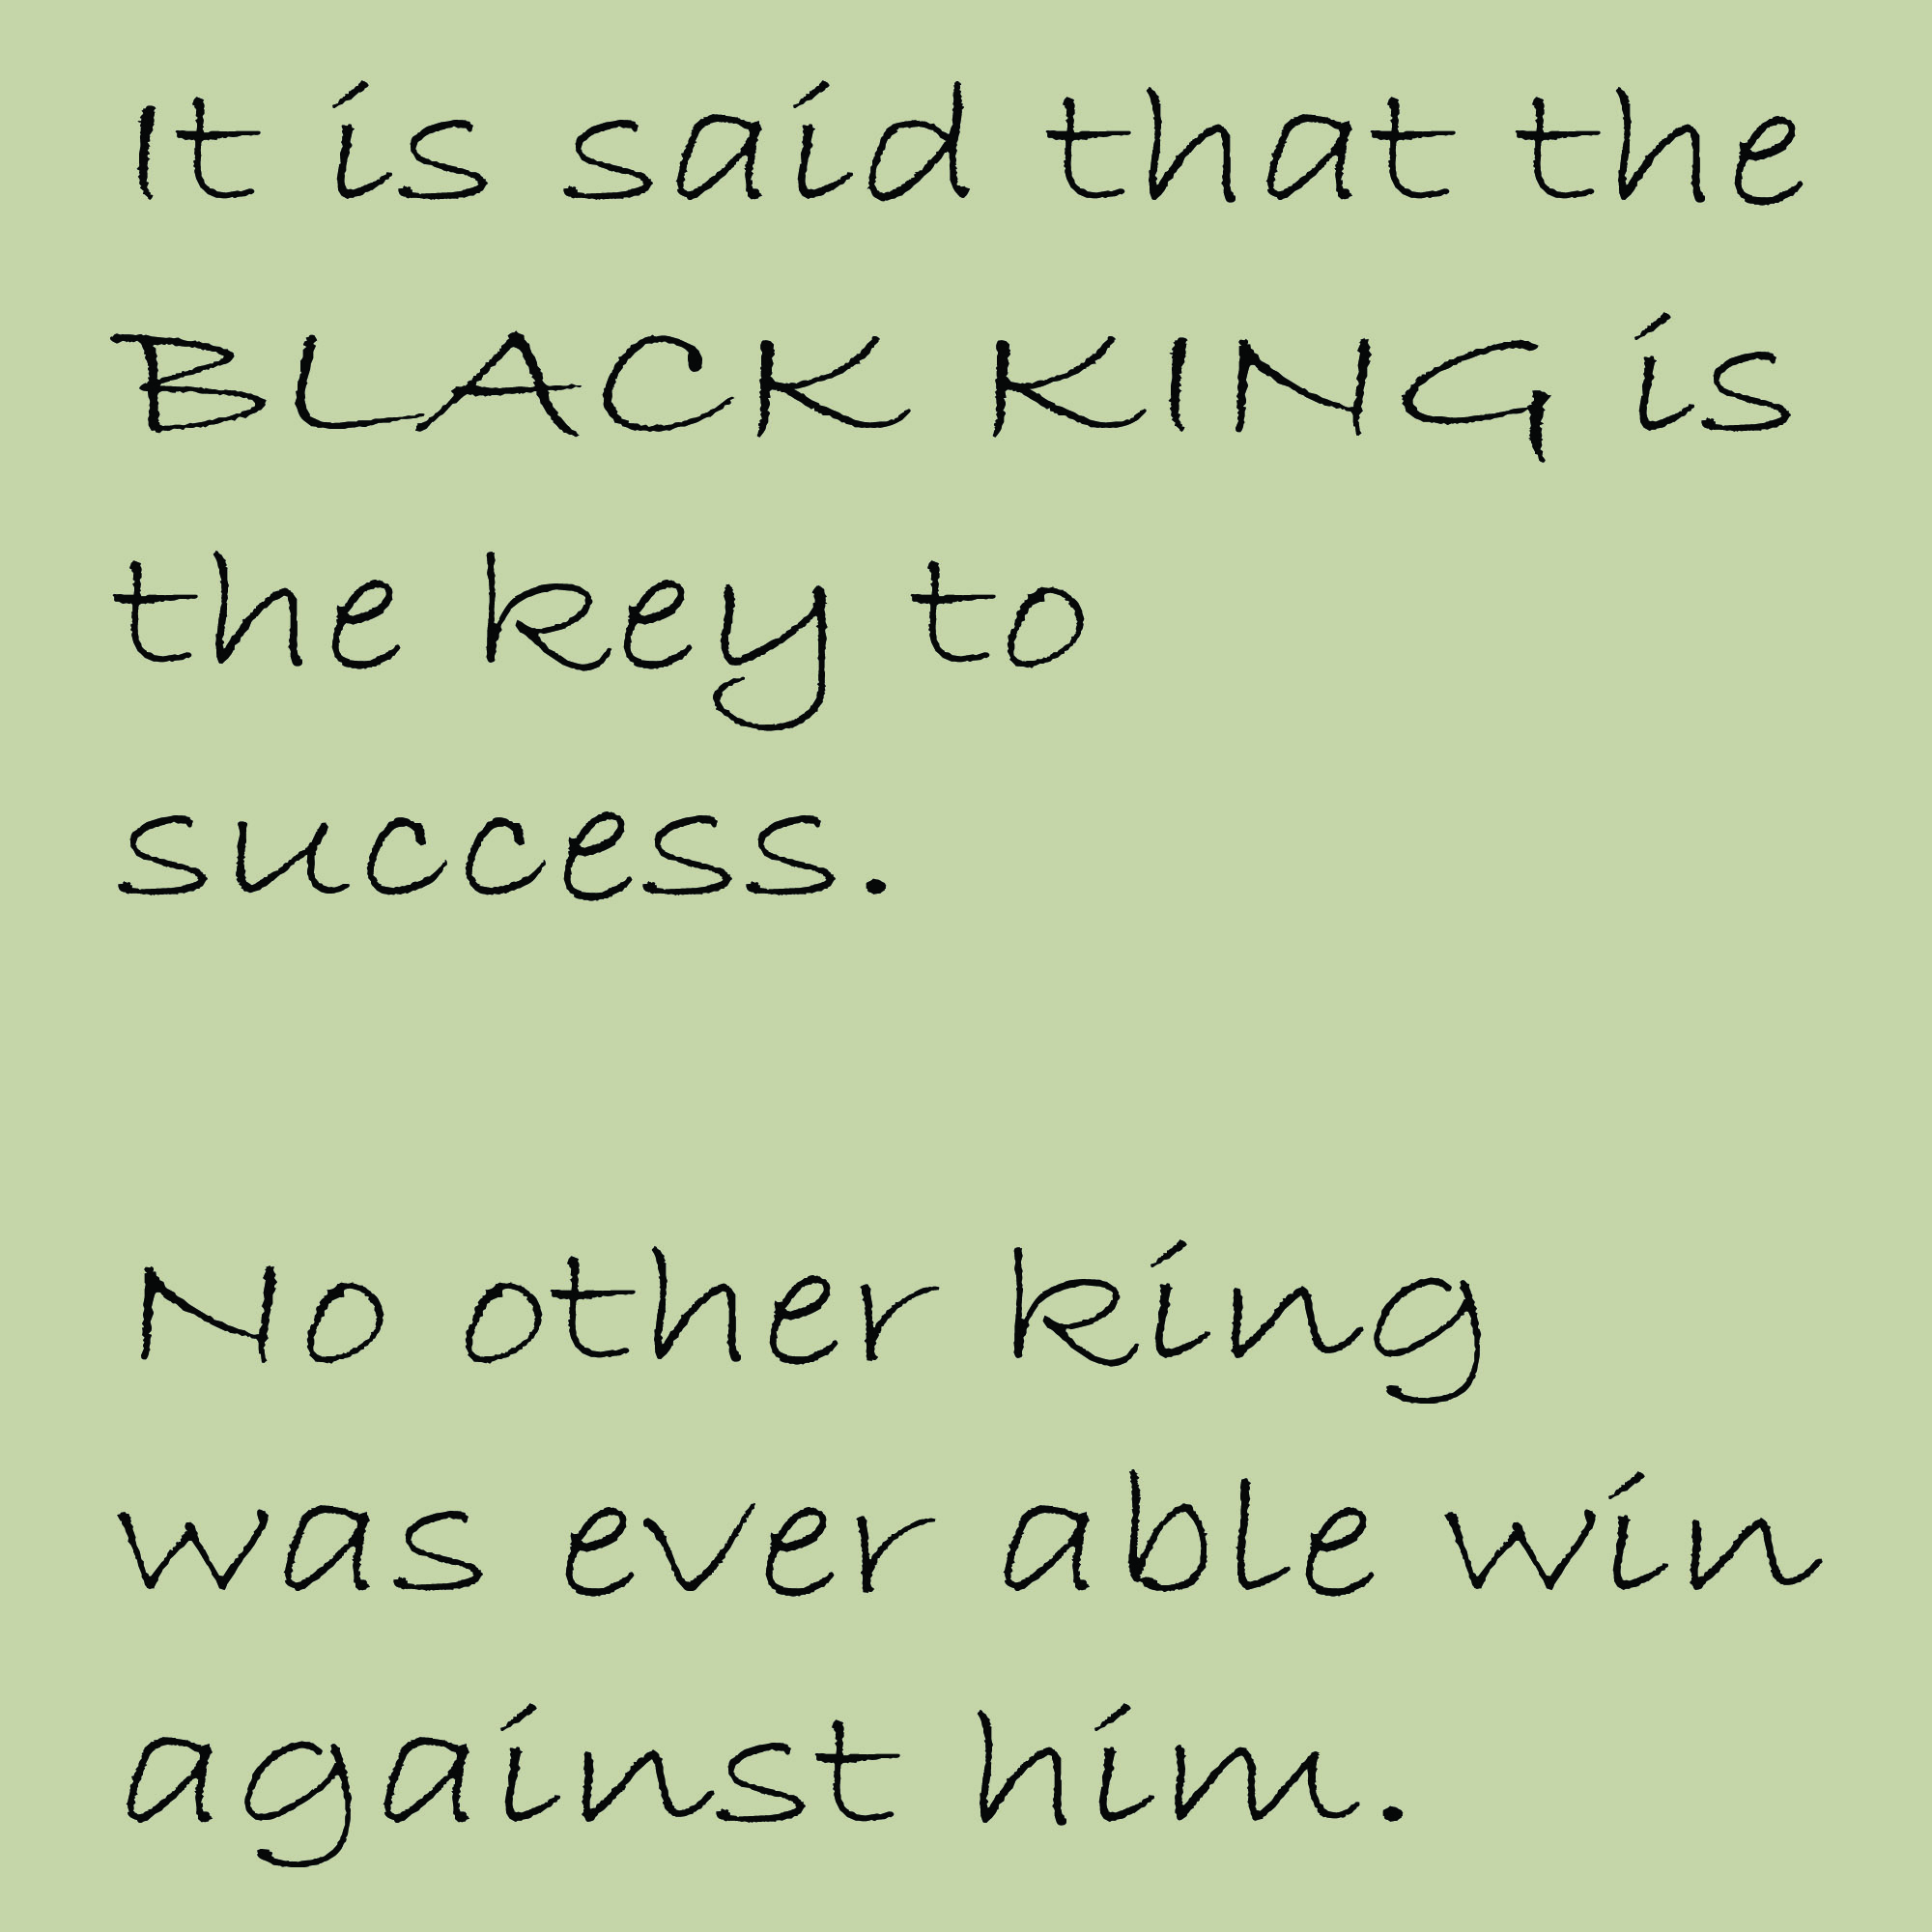 It is said that the
BLACK KING is
the key to
success.
No other king
was ever able win
against him.